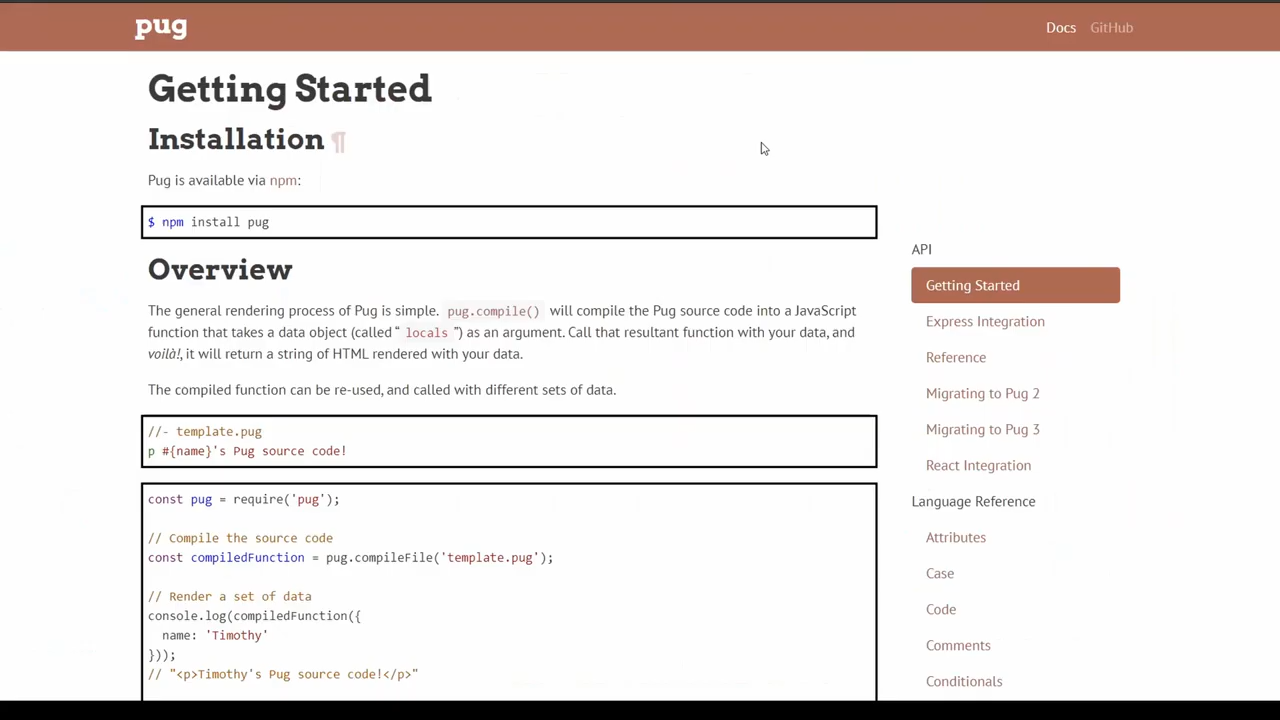 pug
Docs
GitHub
Getting Started
Installation ¶
Pug is available via npm:
$ npm install pug
Overview
The general rendering process of Pug is simple. pug.compile() will compile the Pug source code into a JavaScript
function that takes a data object (called “ locals ”) as an argument. Call that resultant function with your data, and
voilà!, it will return a string of HTML rendered with your data.
The compiled function can be re-used, and called with different sets of data.
//- template.pug
p #{name}'s Pug source code!
const pug = require('pug');
// Compile the source code
const compiledFunction = pug.compileFile('template.pug');
// Render a set of data
console.log(compiledFunction({
  name: 'Timothy'
}));
// "<p>Timothy's Pug source code!</p>"
API
Getting Started
Express Integration
Reference
Migrating to Pug 2
Migrating to Pug 3
React Integration
Language Reference
Attributes
Case
Code
Comments
Conditionals